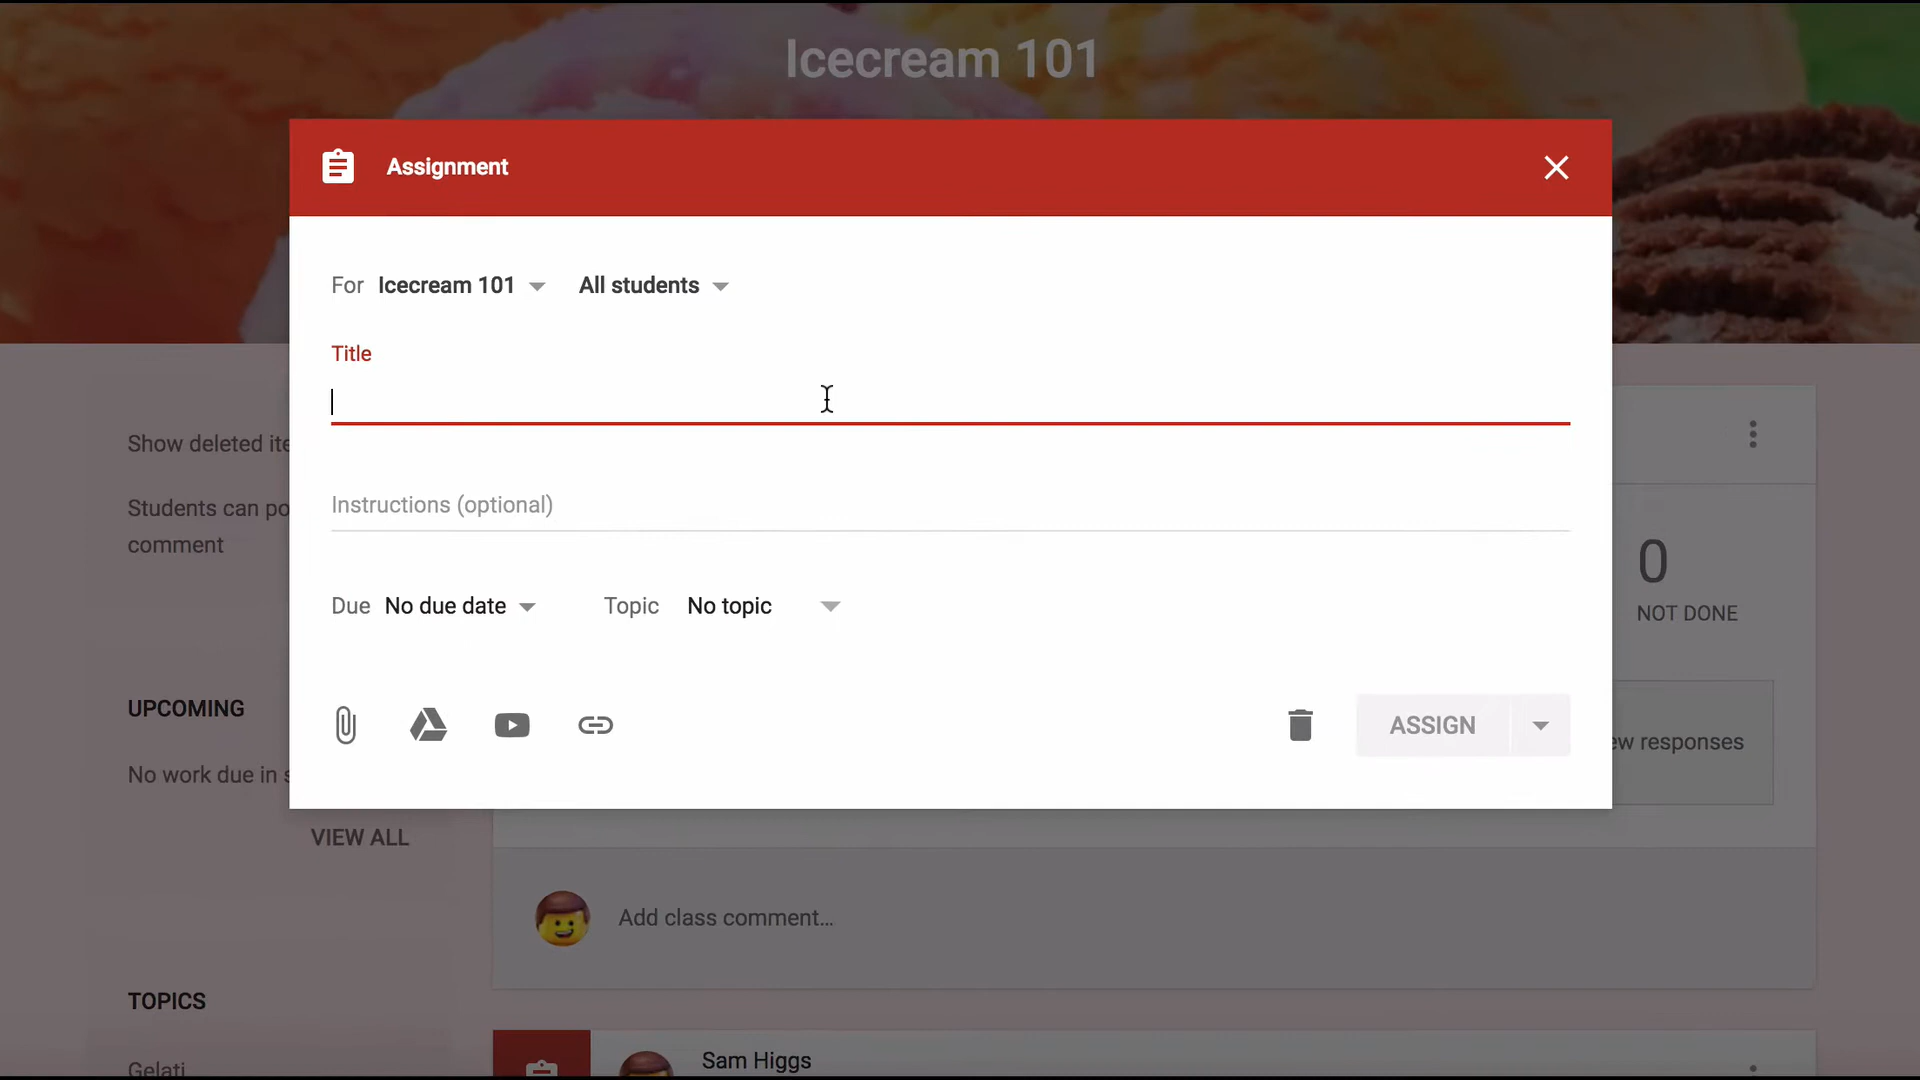 Icecream 101
Assignment
For Icecream 101 All students
Title
Instructions (optional)
Due No due date Topic No topic
ASSIGN
Show deleted ite
Students can po
comment
UPCOMING
No work due in s
VIEW ALL
TOPICS
Gelati
0
NOT DONE
ew responses
Add class comment...
Sam Higgs